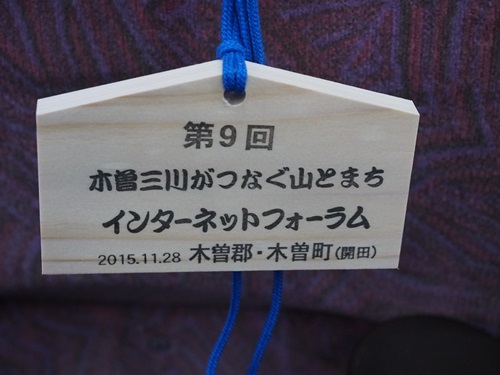 第9回
木曽三川がつなぐ山とまち
インターネットフォーラム
2015.11.28 木曽郡・木曽町(開田)